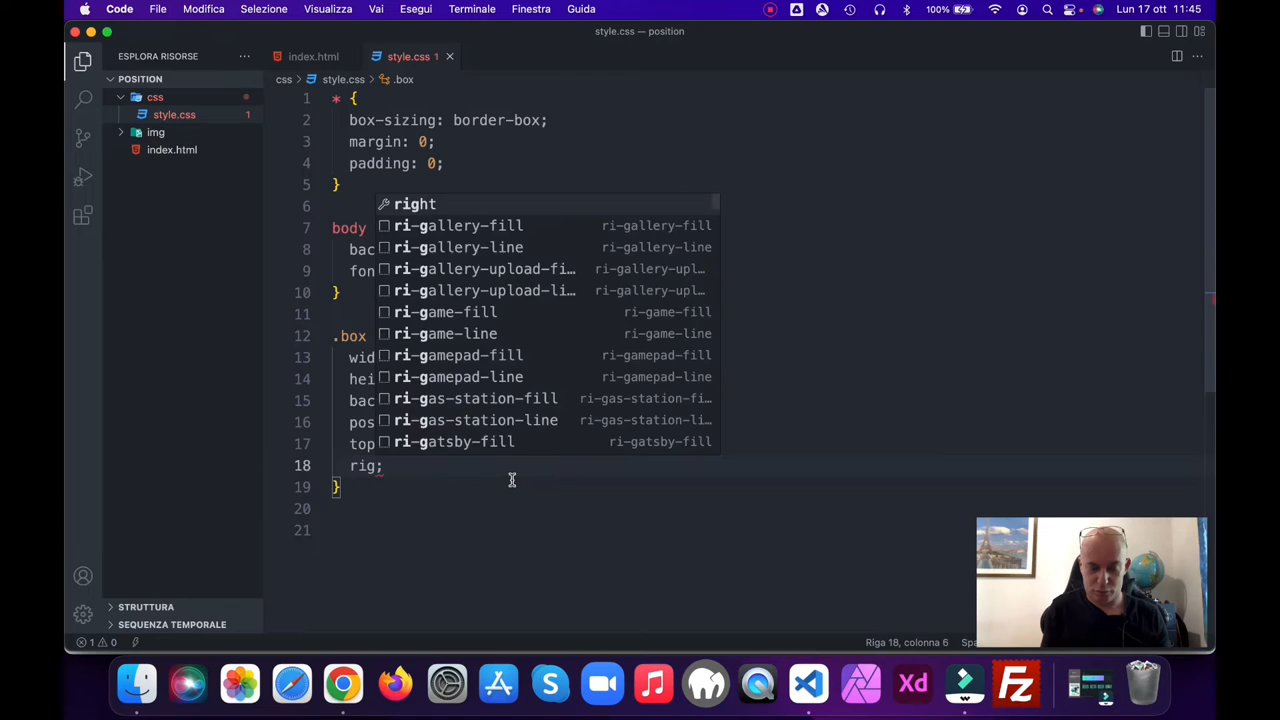 Code File Modifica Selezione Visualizza Vai Esegui Terminale Finestra Guida 100% Lun 17 ott 11:45
style.css — position
ESPLORA RISORSE
index.html
style.css 1
POSITION
css > style.css > .box
css
style.css 1
img
index.html
1 * {
2 box-sizing: border-box;
3 margin: 0;
4 padding: 0;
5 }
6
7 body
8 bac
9 fon
10 }
11
12 .box
13 wid
14 hei
15 bac
16 pos
17 top
18 rig;
19 }
20
21
right
ri-gallery-fill ri-gallery-fill
ri-gallery-line ri-gallery-line
ri-gallery-upload-fi… ri-gallery-upl…
ri-gallery-upload-li… ri-gallery-upl…
ri-game-fill ri-game-fill
ri-game-line ri-game-line
ri-gamepad-fill ri-gamepad-fill
ri-gamepad-line ri-gamepad-line
ri-gas-station-fill ri-gas-station-fi…
ri-gas-station-line ri-gas-station-li…
ri-gatsby-fill ri-gatsby-fill
STRUTTURA
SEQUENZA TEMPORALE
1 0
Riga 18, colonna 6 Spa
Xd
Fz